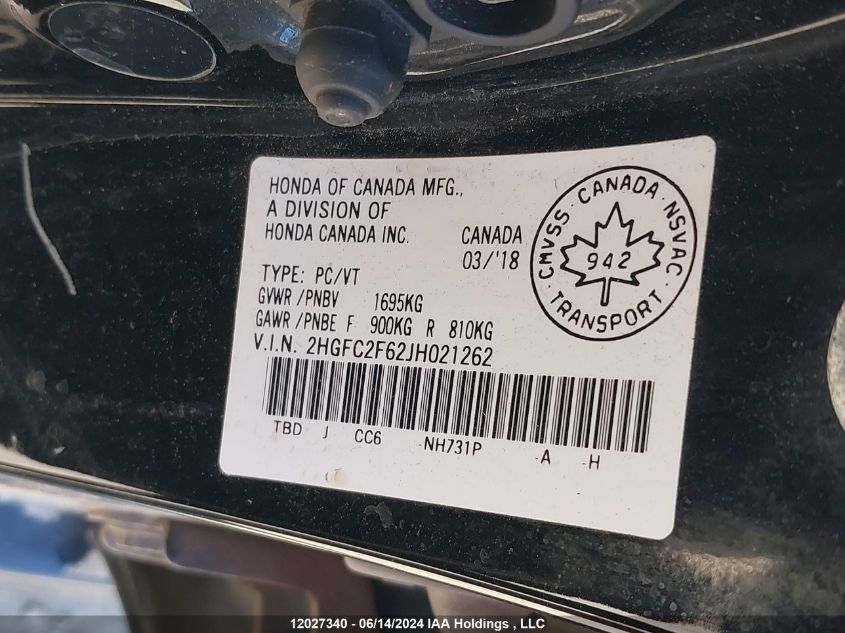 HONDA OF CANADA MFG.,
A DIVISION OF
HONDA CANADA INC.
CANADA
03/'18
TYPE: PC/VT
GVWR /PNBV 1695KG
GAWR /PNBE F 900KG R 810KG
V.I.N. 2HGFC2F62JH021262
TBD J CC6 NH731P A H
CMVSS · CANADA · NSVAC · TRANSPORT ·
942
12027340 - 06/14/2024 IAA Holdings , LLC